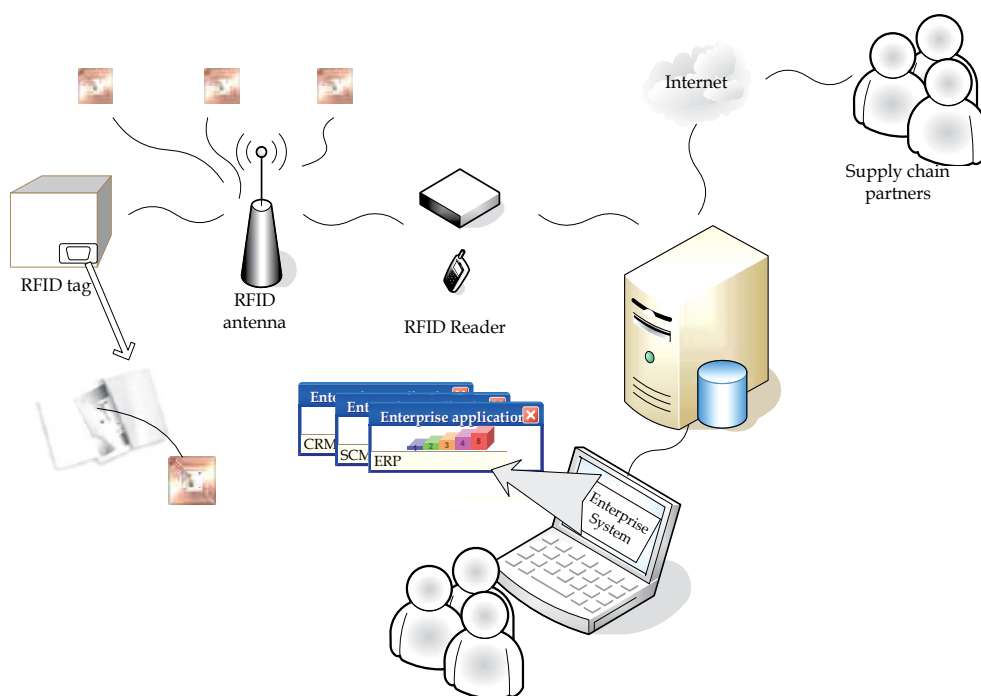 Internet
Supply chain
partners
RFID tag
RFID
antenna
RFID Reader
Enterprise application
CRM
SCM
ERP
1 2 3 4 5
Enterprise
System